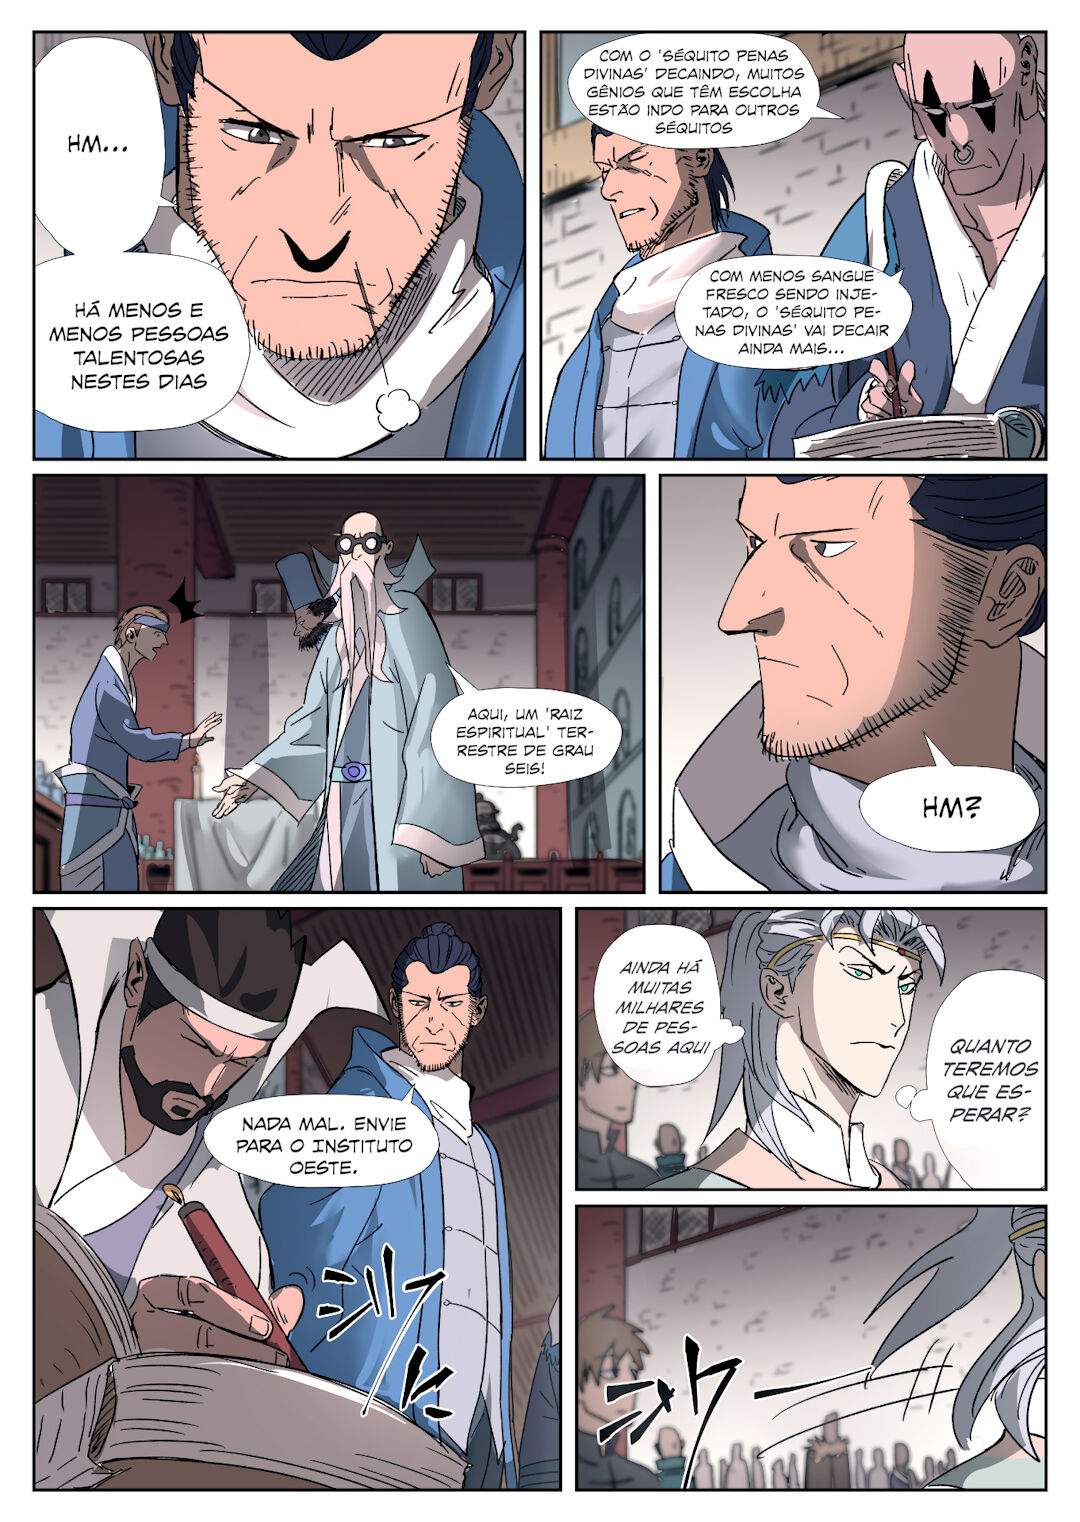 HM...
HÁ MENOS E
MENOS PESSOAS
TALENTOSAS
NESTES DIAS
COM O 'SÉQUITO PENAS
DIVINAS' DECAINDO, MUITOS
GÊNIOS QUE TÊM ESCOLHA
ESTÃO INDO PARA OUTROS
SÉQUITOS
COM MENOS SANGUE
FRESCO SENDO INJE-
TADO, O 'SÉQUITO PE-
NAS DIVINAS' VAI DECAIR
AINDA MAIS...
AQUI, UM 'RAIZ
ESPIRITUAL' TER-
RESTRE DE GRAU
SEIS!
HM?
NADA MAL. ENVIE
PARA O INSTITUTO
OESTE.
AINDA HÁ
MUITAS
MILHARES
DE PES-
SOAS AQUI
QUANTO
TEREMOS
QUE ES-
PERAR?